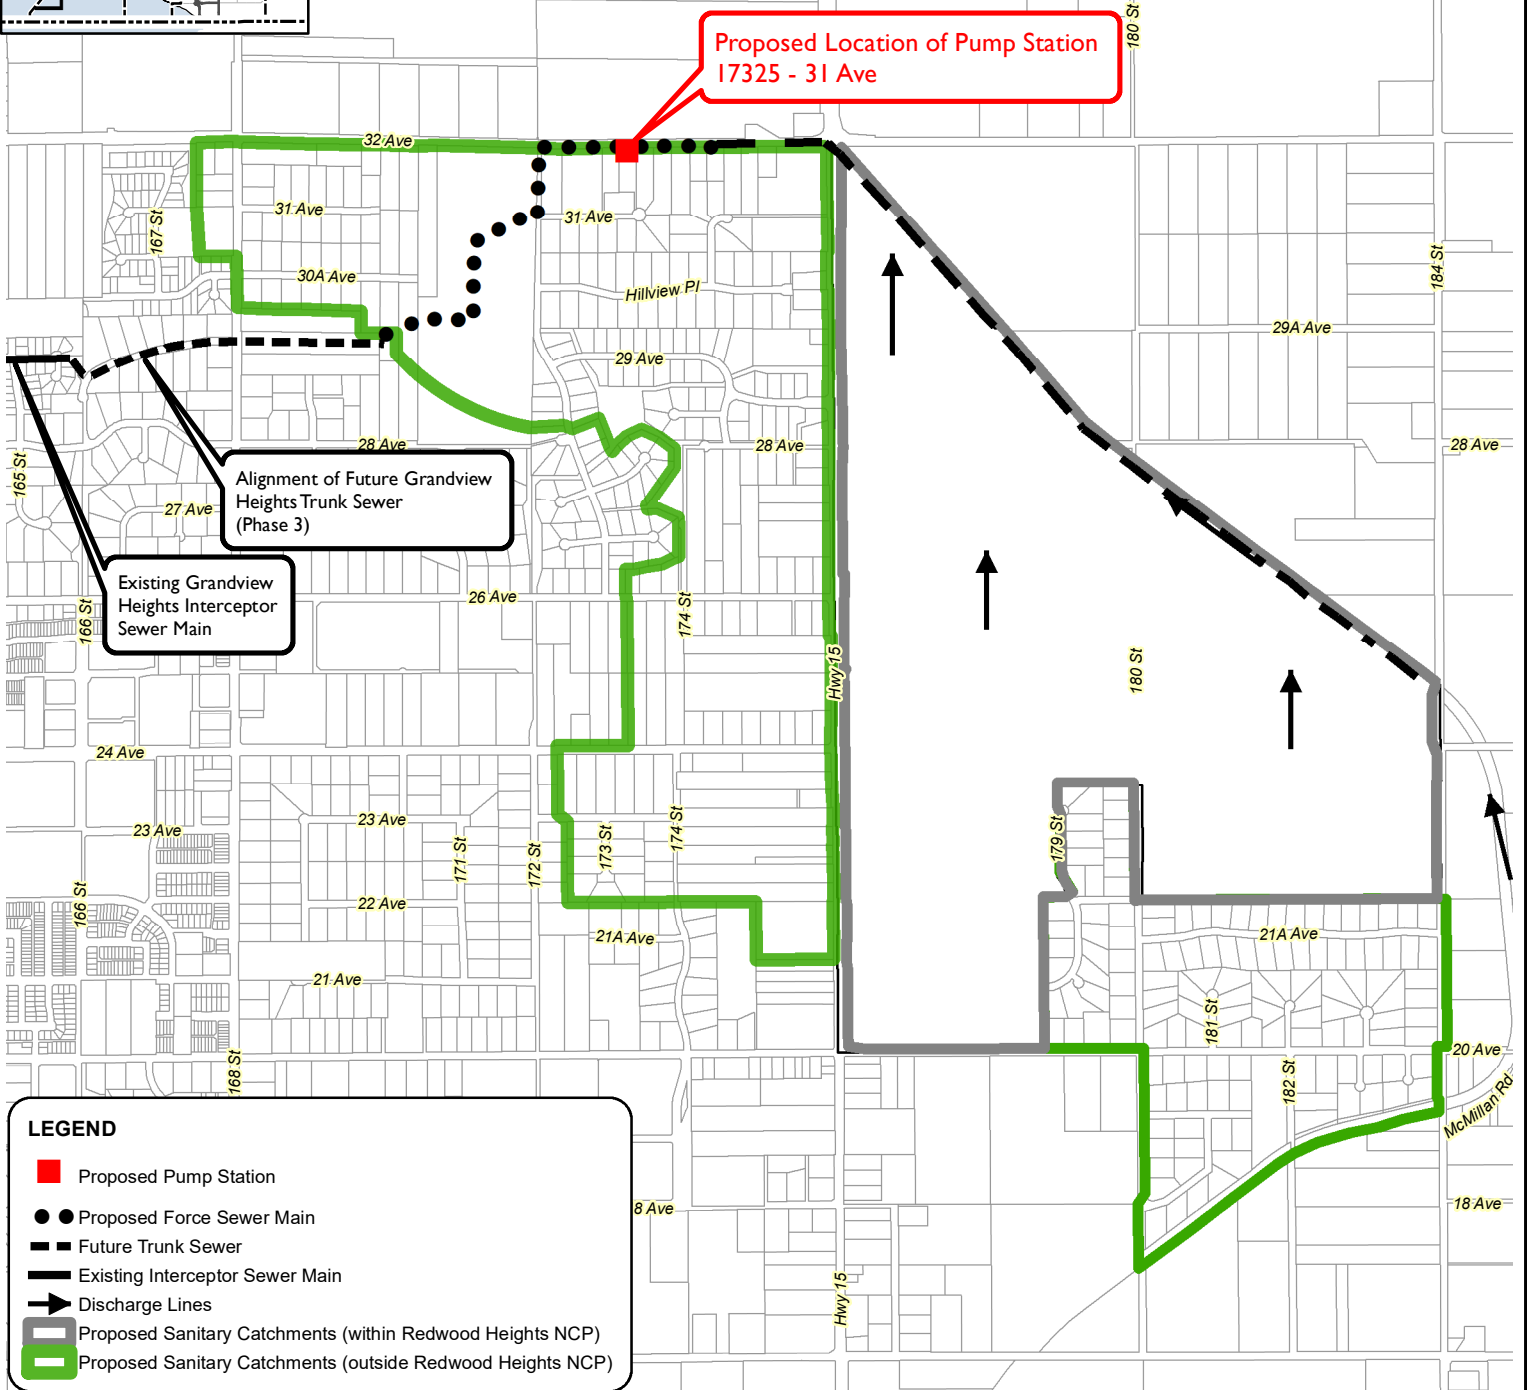 180 St
Proposed Location of Pump Station
17325 - 31 Ave
32 Ave
167 St
31 Ave
31 Ave
30A Ave
Hillview Pl
184 St
29A Ave
29 Ave
28 Ave
28 Ave
28 Ave
165 St
Alignment of Future Grandview
Heights Trunk Sewer
(Phase 3)
27 Ave
Existing Grandview
Heights Interceptor
Sewer Main
26 Ave
166 St
174 St
Hwy 15
180 St
24 Ave
23 Ave
23 Ave
171 St
172 St
173 St
174 St
179 St
166 St
22 Ave
21A Ave
21A Ave
21 Ave
181 St
168 St
20 Ave
182 St
McMillan Rd
LEGEND
Proposed Pump Station
Proposed Force Sewer Main
Future Trunk Sewer
Existing Interceptor Sewer Main
Discharge Lines
Proposed Sanitary Catchments (within Redwood Heights NCP)
Proposed Sanitary Catchments (outside Redwood Heights NCP)
8 Ave
18 Ave
Hwy 15